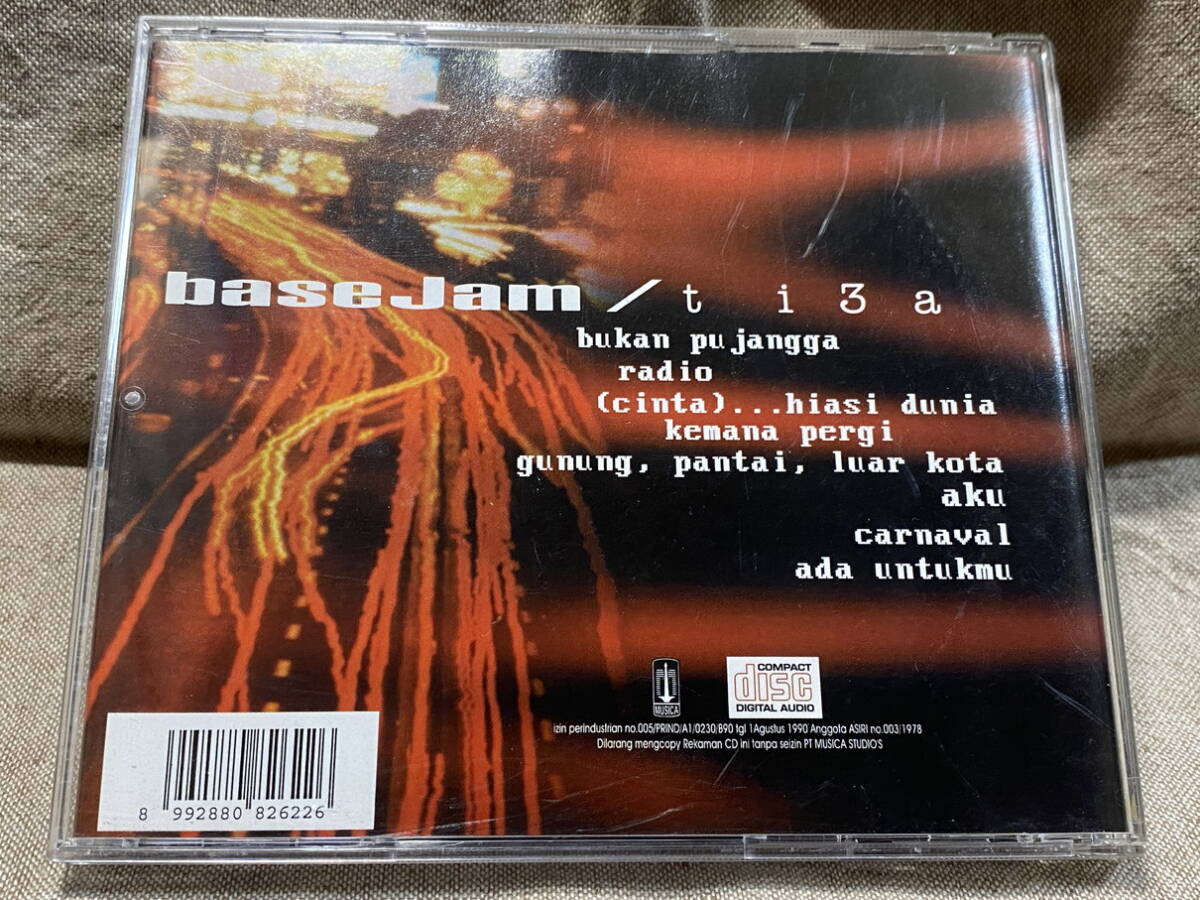 baseJam / ti3a
bukan pujangga
radio
(cinta)...hiasi dunia
kemana pergi
gunung, pantai, luar kota
aku
carnaval
ada untukmu
MUSICA
COMPACT
disc
DIGITAL AUDIO
izin perindustrian no.005/PRIND/A1/0230/B90 tgl 1Agustus 1990 Anggota ASIRI no.003/1978
Dilarang mengcopy Rekaman CD ini tanpa seizin PT MUSICA STUDIO'S
8 992880 826226